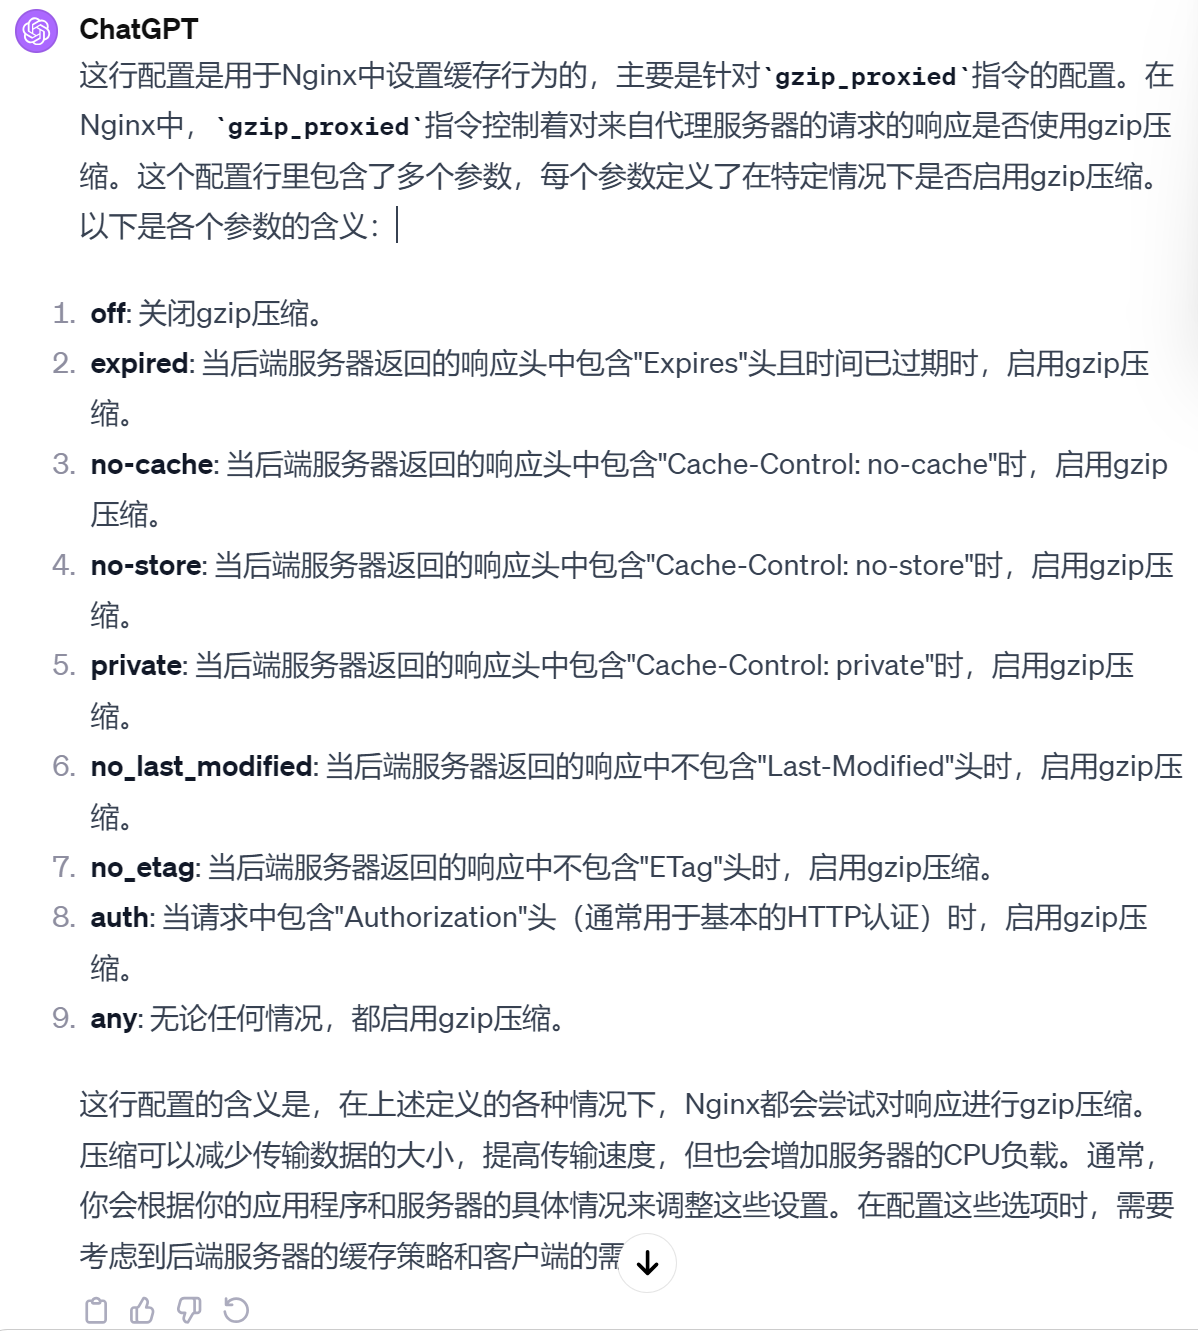 ChatGPT
这行配置是用于Nginx中设置缓存行为的，主要是针对`gzip_proxied`指令的配置。在
Nginx中，`gzip_proxied`指令控制着对来自代理服务器的请求的响应是否使用gzip压
缩。这个配置行里包含了多个参数，每个参数定义了在特定情况下是否启用gzip压缩。
以下是各个参数的含义：
1. off: 关闭gzip压缩。
2. expired: 当后端服务器返回的响应头中包含"Expires"头且时间已过期时，启用gzip压
缩。
3. no-cache: 当后端服务器返回的响应头中包含"Cache-Control: no-cache"时，启用gzip
压缩。
4. no-store: 当后端服务器返回的响应头中包含"Cache-Control: no-store"时，启用gzip压
缩。
5. private: 当后端服务器返回的响应头中包含"Cache-Control: private"时，启用gzip压
缩。
6. no_last_modified: 当后端服务器返回的响应中不包含"Last-Modified"头时，启用gzip压
缩。
7. no_etag: 当后端服务器返回的响应中不包含"ETag"头时，启用gzip压缩。
8. auth: 当请求中包含"Authorization"头（通常用于基本的HTTP认证）时，启用gzip压
缩。
9. any: 无论任何情况，都启用gzip压缩。
这行配置的含义是，在上述定义的各种情况下，Nginx都会尝试对响应进行gzip压缩。
压缩可以减少传输数据的大小，提高传输速度，但也会增加服务器的CPU负载。通常，
你会根据你的应用程序和服务器的具体情况来调整这些设置。在配置这些选项时，需要
考虑到后端服务器的缓存策略和客户端的需